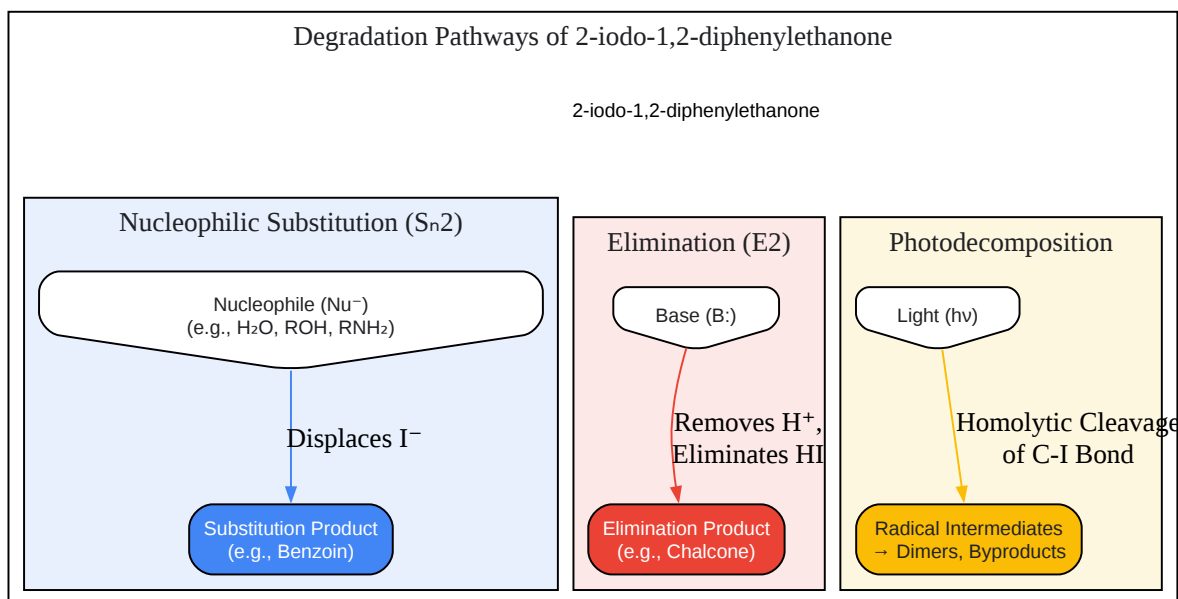 Degradation Pathways of 2-iodo-1,2-diphenylethanone
2-iodo-1,2-diphenylethanone
Nucleophilic Substitution (Sₙ2)
Nucleophile (Nu⁻)
(e.g., H₂O, ROH, RNH₂)
Displaces I⁻
Substitution Product
(e.g., Benzoin)
Elimination (E2)
Base (B:)
Removes H⁺,
Eliminates HI
Elimination Product
(e.g., Chalcone)
Photodecomposition
Light (hν)
Homolytic Cleavage
of C-I Bond
Radical Intermediates
→ Dimers, Byproducts